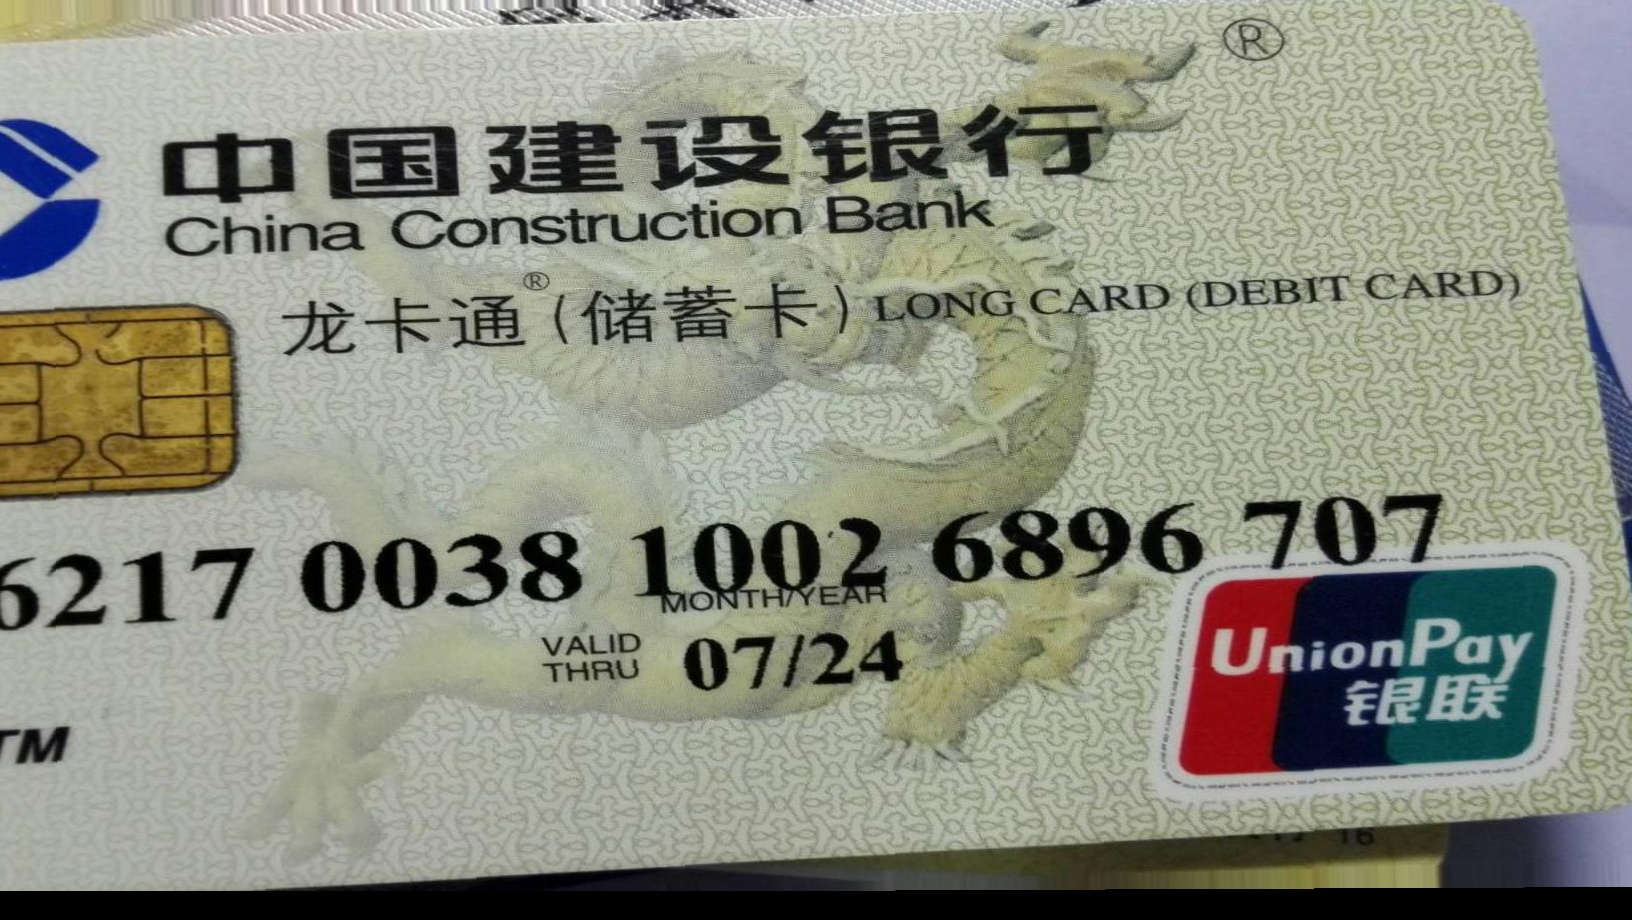 ®
中国建设银行
China Construction Bank
龙卡通®(储蓄卡) LONG CARD (DEBIT CARD)
6217 0038 1002 6896 707
MONTH/YEAR
VALID THRU 07/24
TM
UnionPay
银联
16